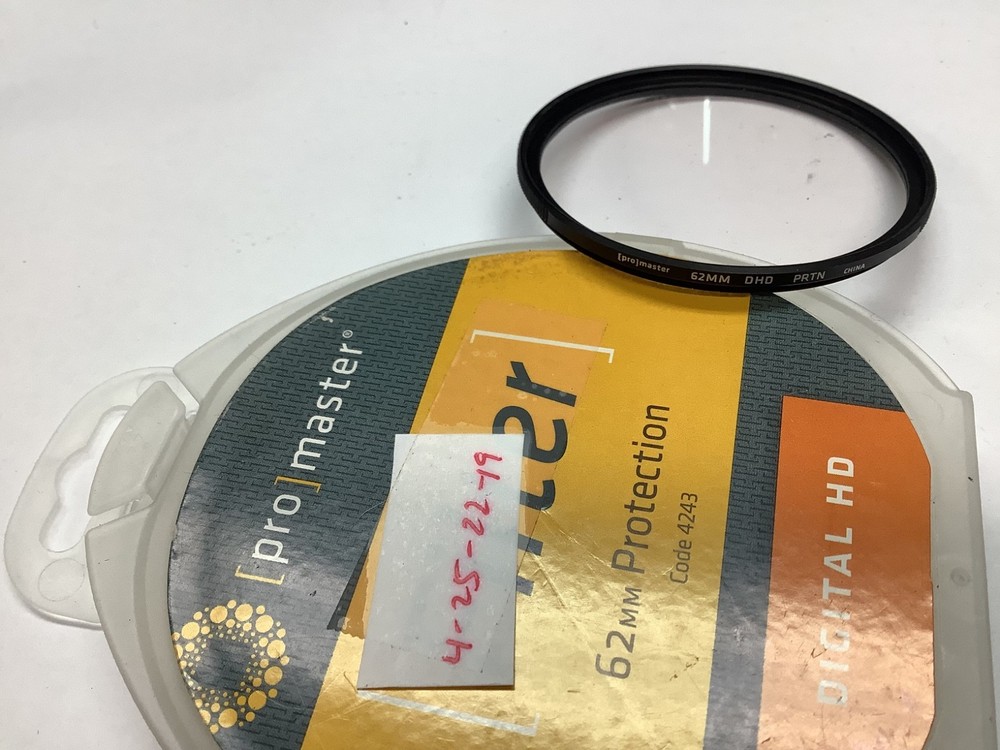 [pro]master 62MM DHD PRTN CHINA
[pro]master®
4-25-22-19
62MM Protection
Code 4243
DIGITAL HD